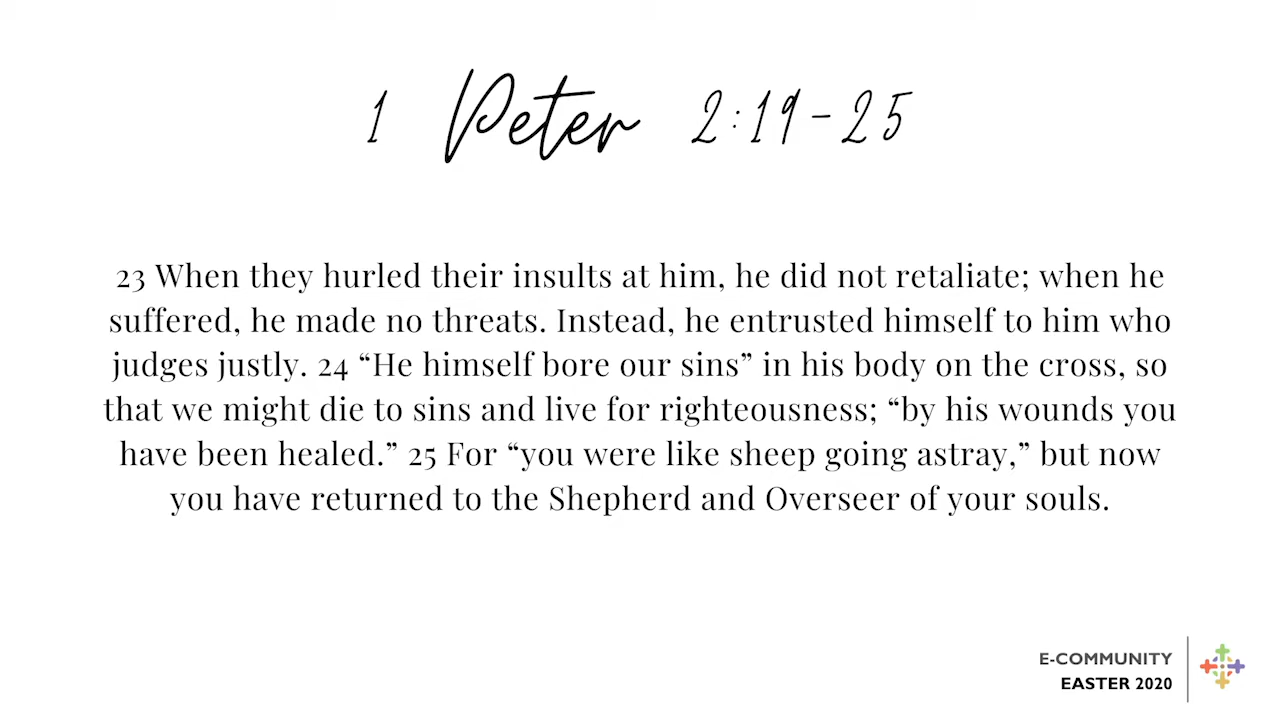 1 Peter 2:19-25
23 When they hurled their insults at him, he did not retaliate; when he
suffered, he made no threats. Instead, he entrusted himself to him who
judges justly. 24 “He himself bore our sins” in his body on the cross, so
that we might die to sins and live for righteousness; “by his wounds you
have been healed.” 25 For “you were like sheep going astray,” but now
you have returned to the Shepherd and Overseer of your souls.
E-COMMUNITY
EASTER 2020